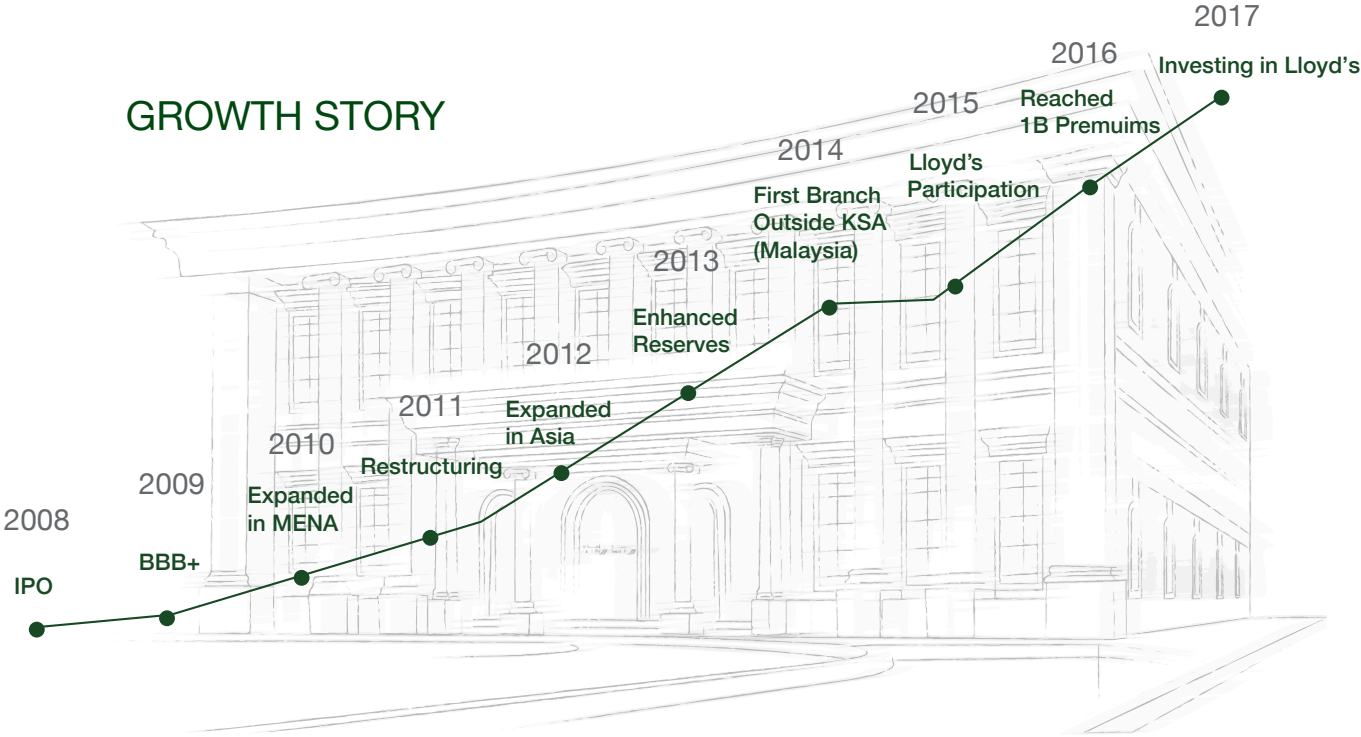 GROWTH STORY
2008
IPO
2009
BBB+
2010
Expanded
in MENA
2011
Restructuring
2012
Expanded
in Asia
2013
Enhanced
Reserves
2014
First Branch
Outside KSA
(Malaysia)
2015
Lloyd's
Participation
2016
Reached
1B Premuims
2017
Investing in Lloyd's